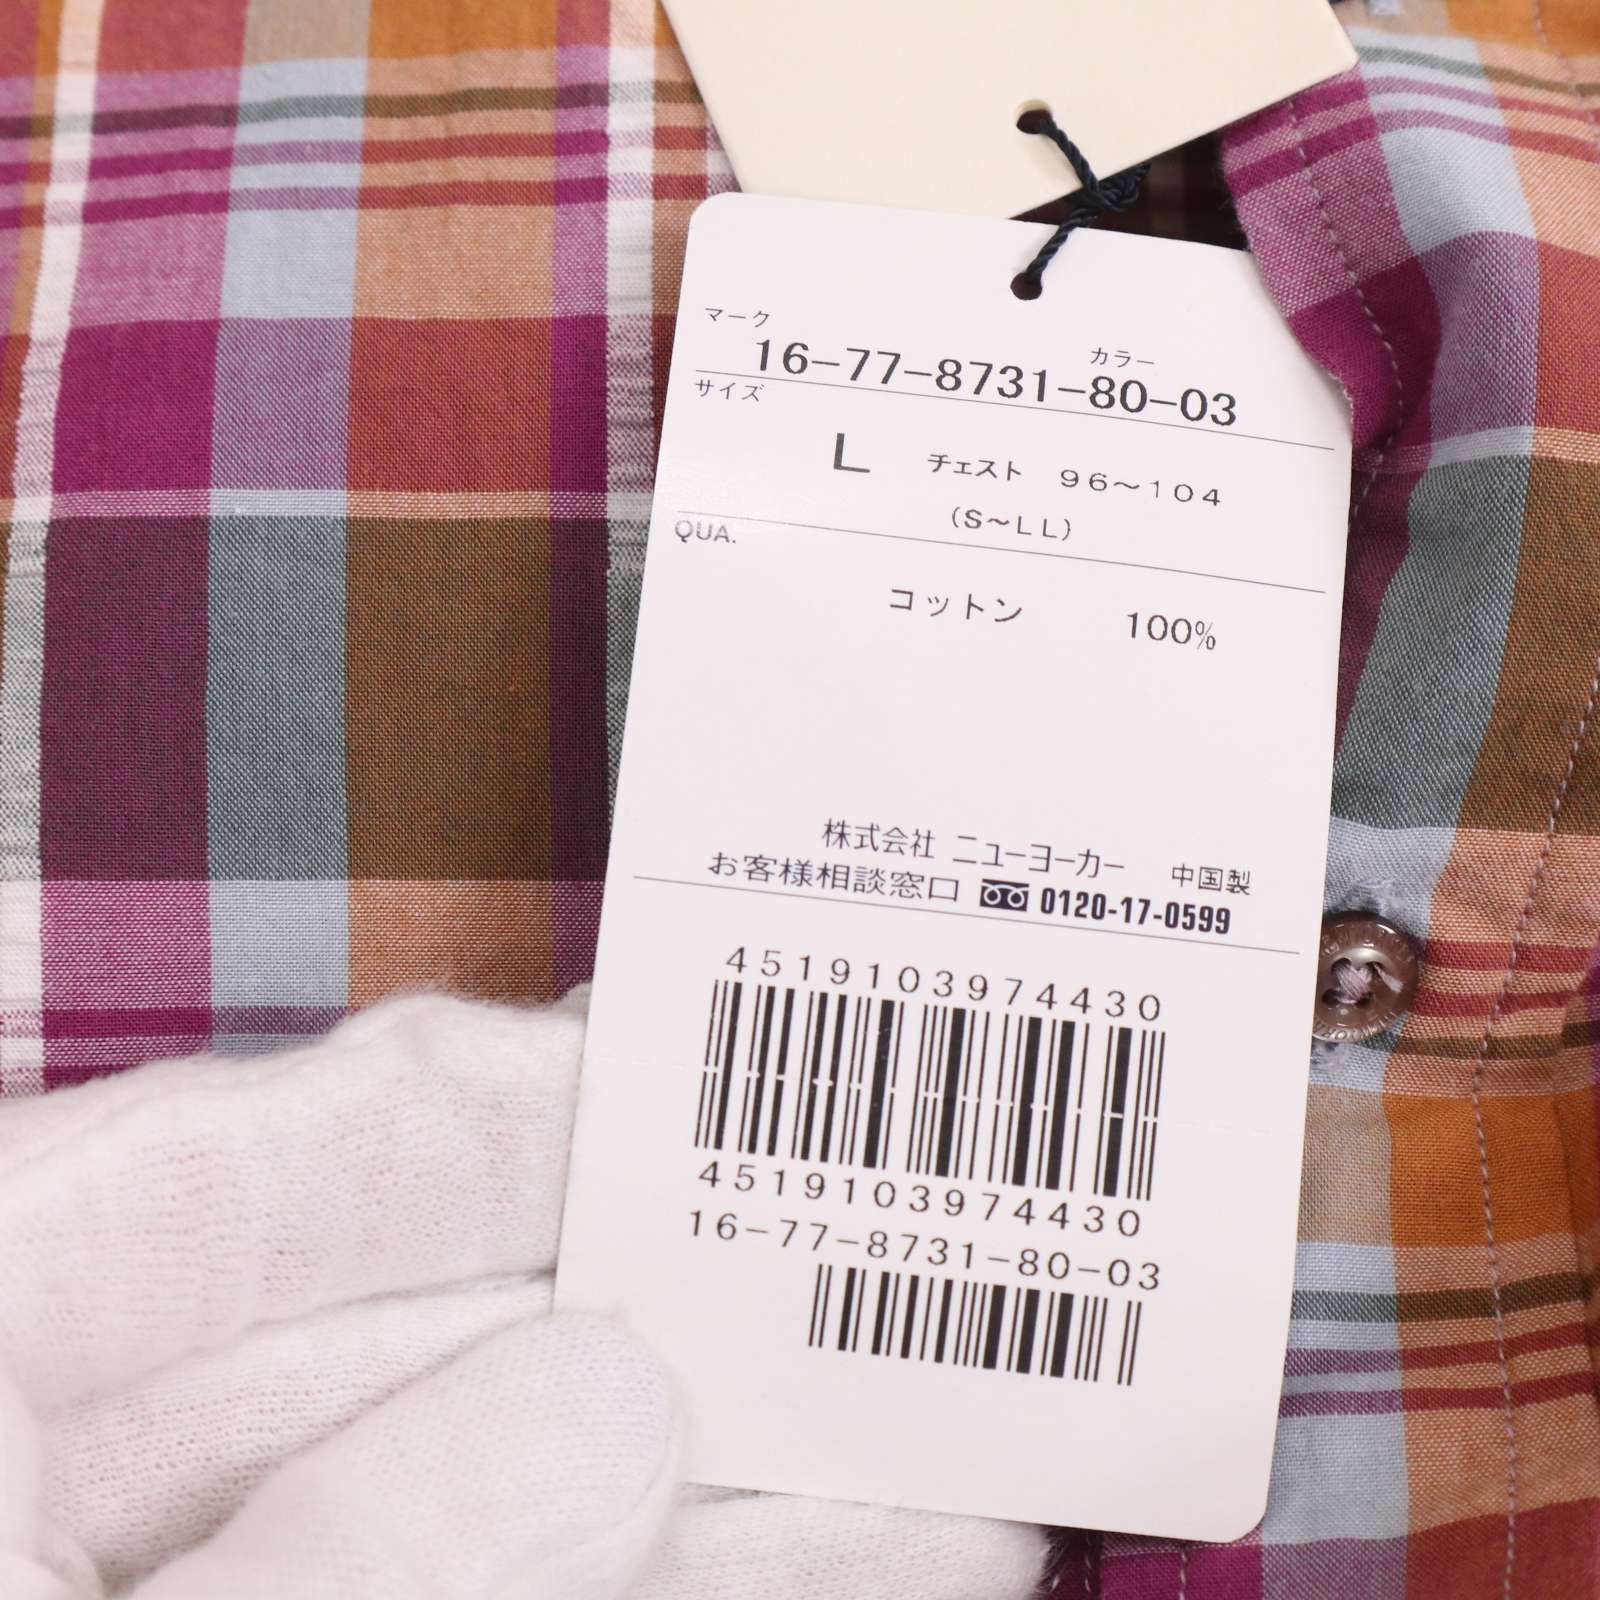 マーク
カラー
16-77-8731-80-03
サイズ
L チェスト 96~104
(S~LL)
QUA.
コットン 100%
株式会社 ニューヨーカー 中国製
お客様相談窓口 0120-17-0599
4519103974430
4519103974430
16-77-8731-80-03